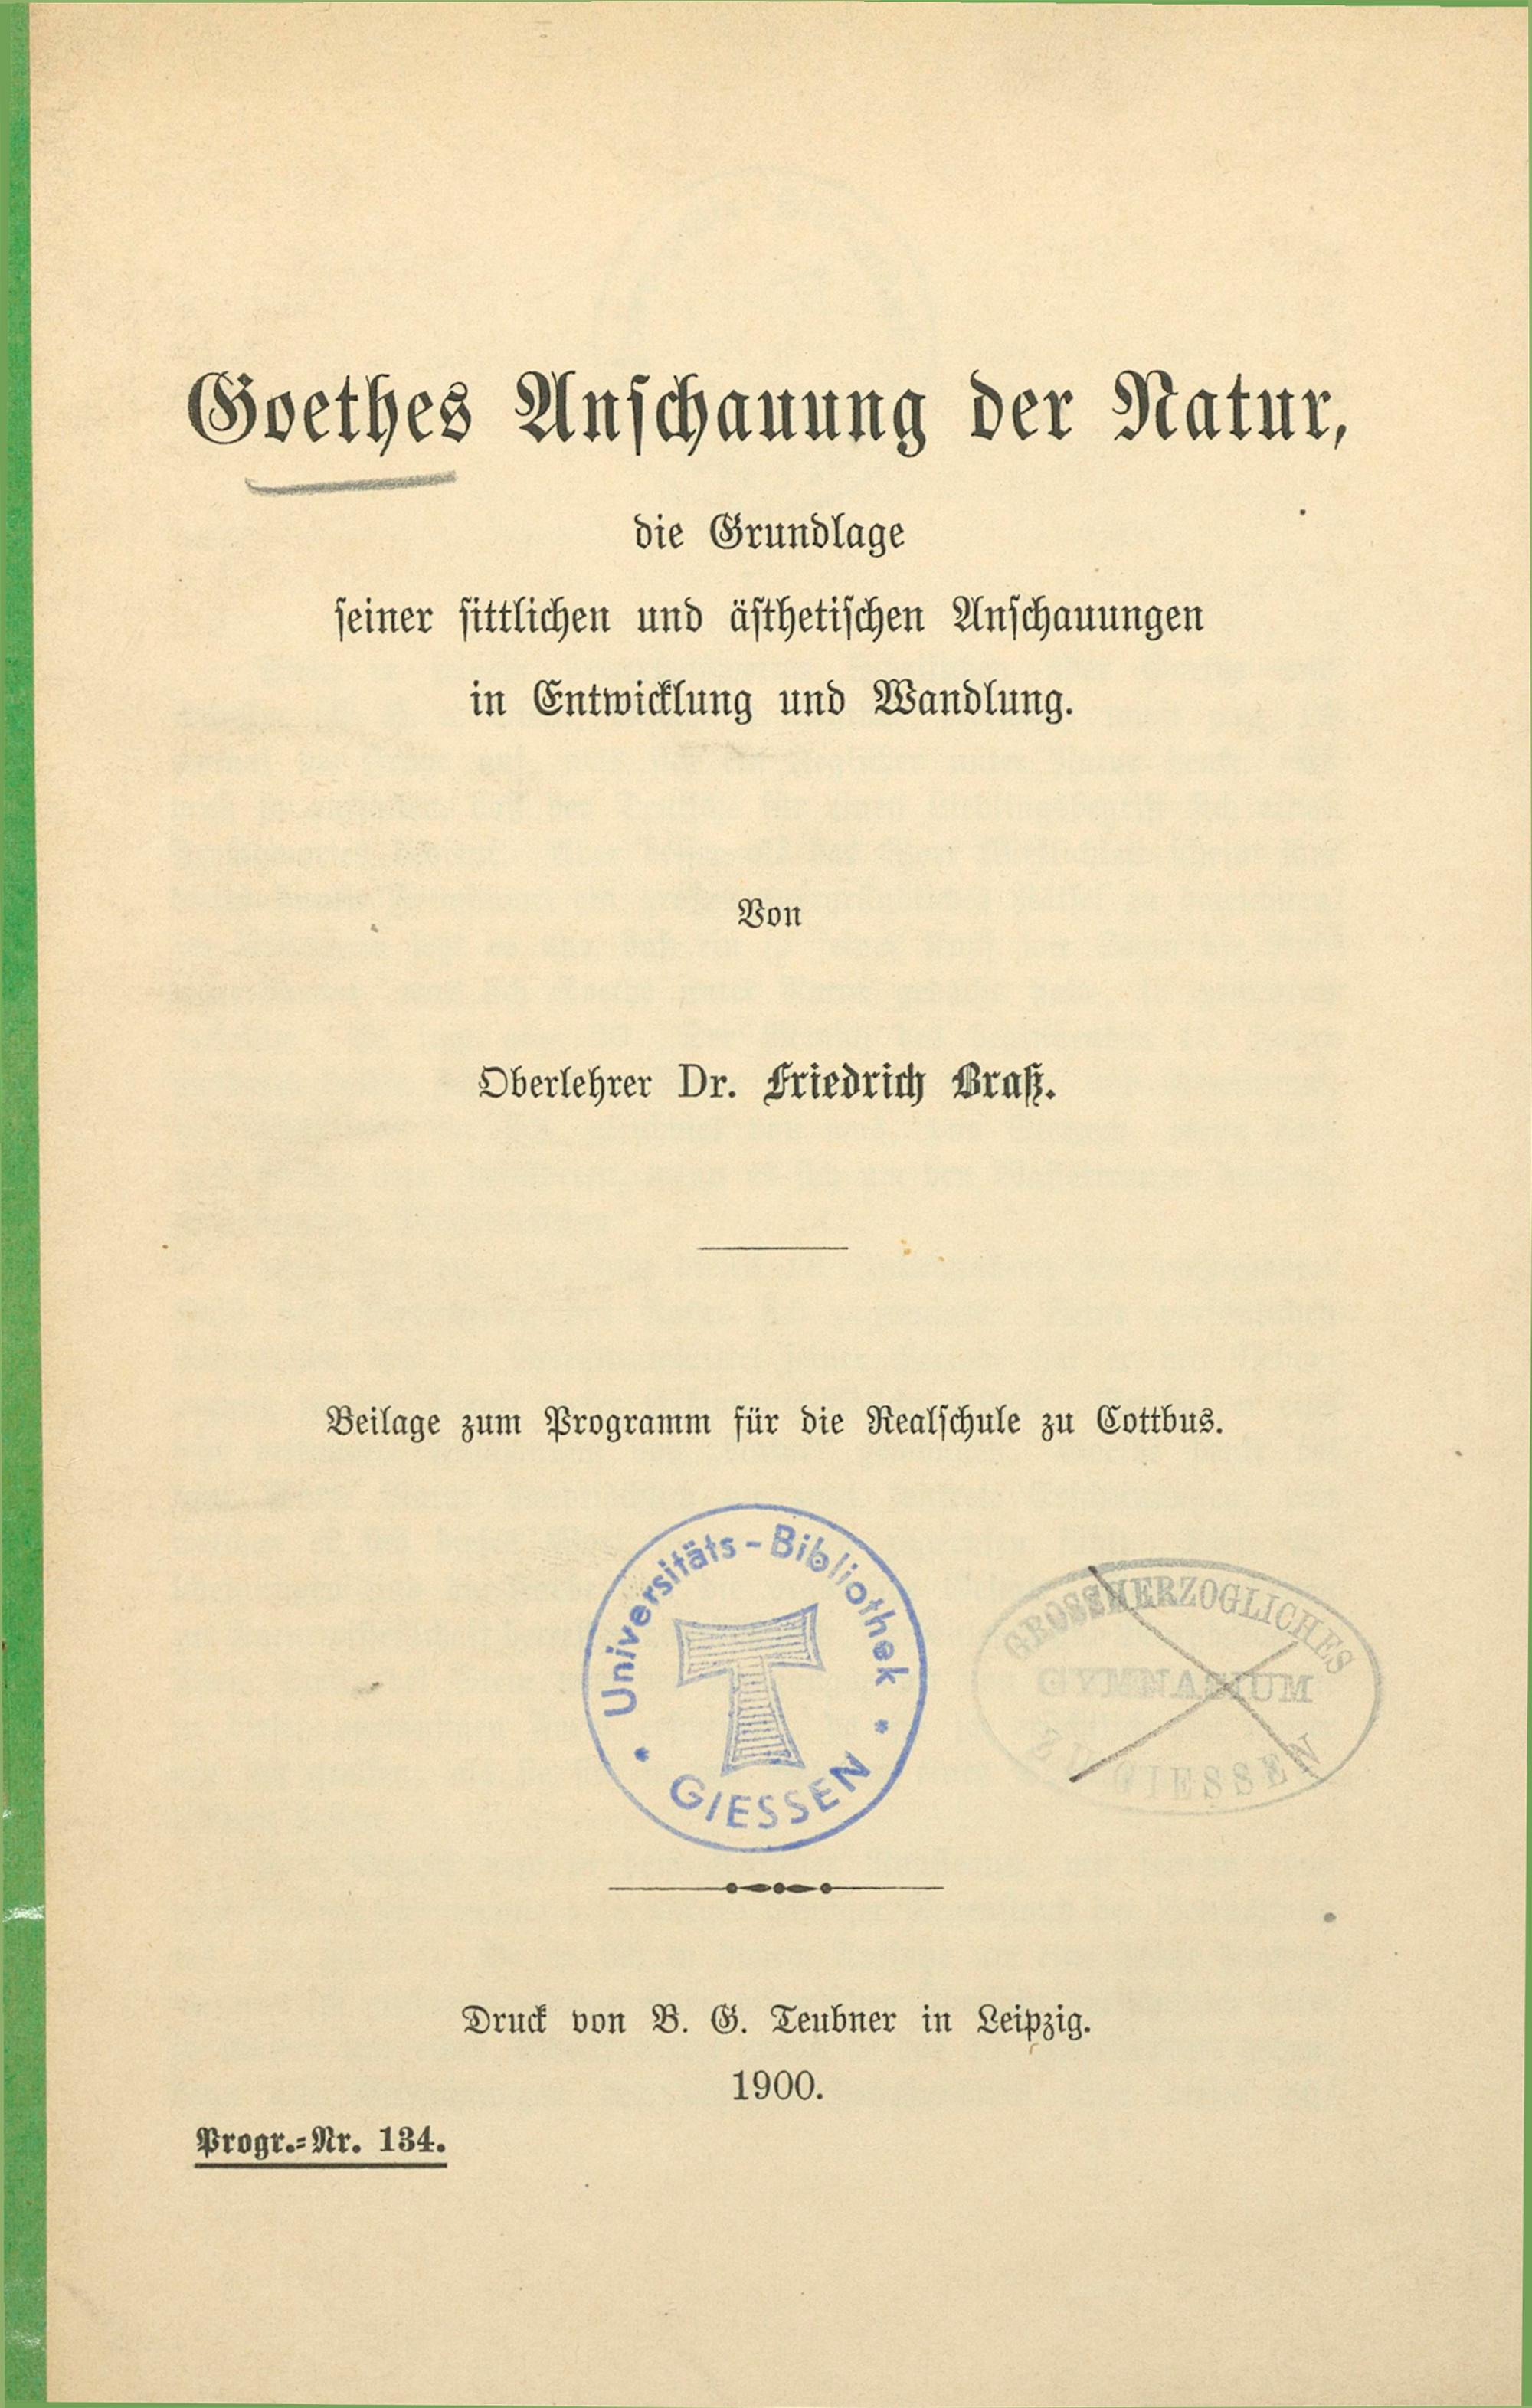 Goethes Anschauung der Natur,
die Grundlage
seiner sittlichen und ästhetischen Anschauungen
in Entwicklung und Wandlung.
Von
Oberlehrer Dr. Friedrich Braß.
Beilage zum Programm für die Realschule zu Cottbus.
Universitäts-Bibliothek
* GIESSEN *
GROSSHERZOGLICHES
GYMNASIUM
ZU GIESSEN
Druck von B. G. Teubner in Leipzig.
1900.
Progr.-Nr. 134.